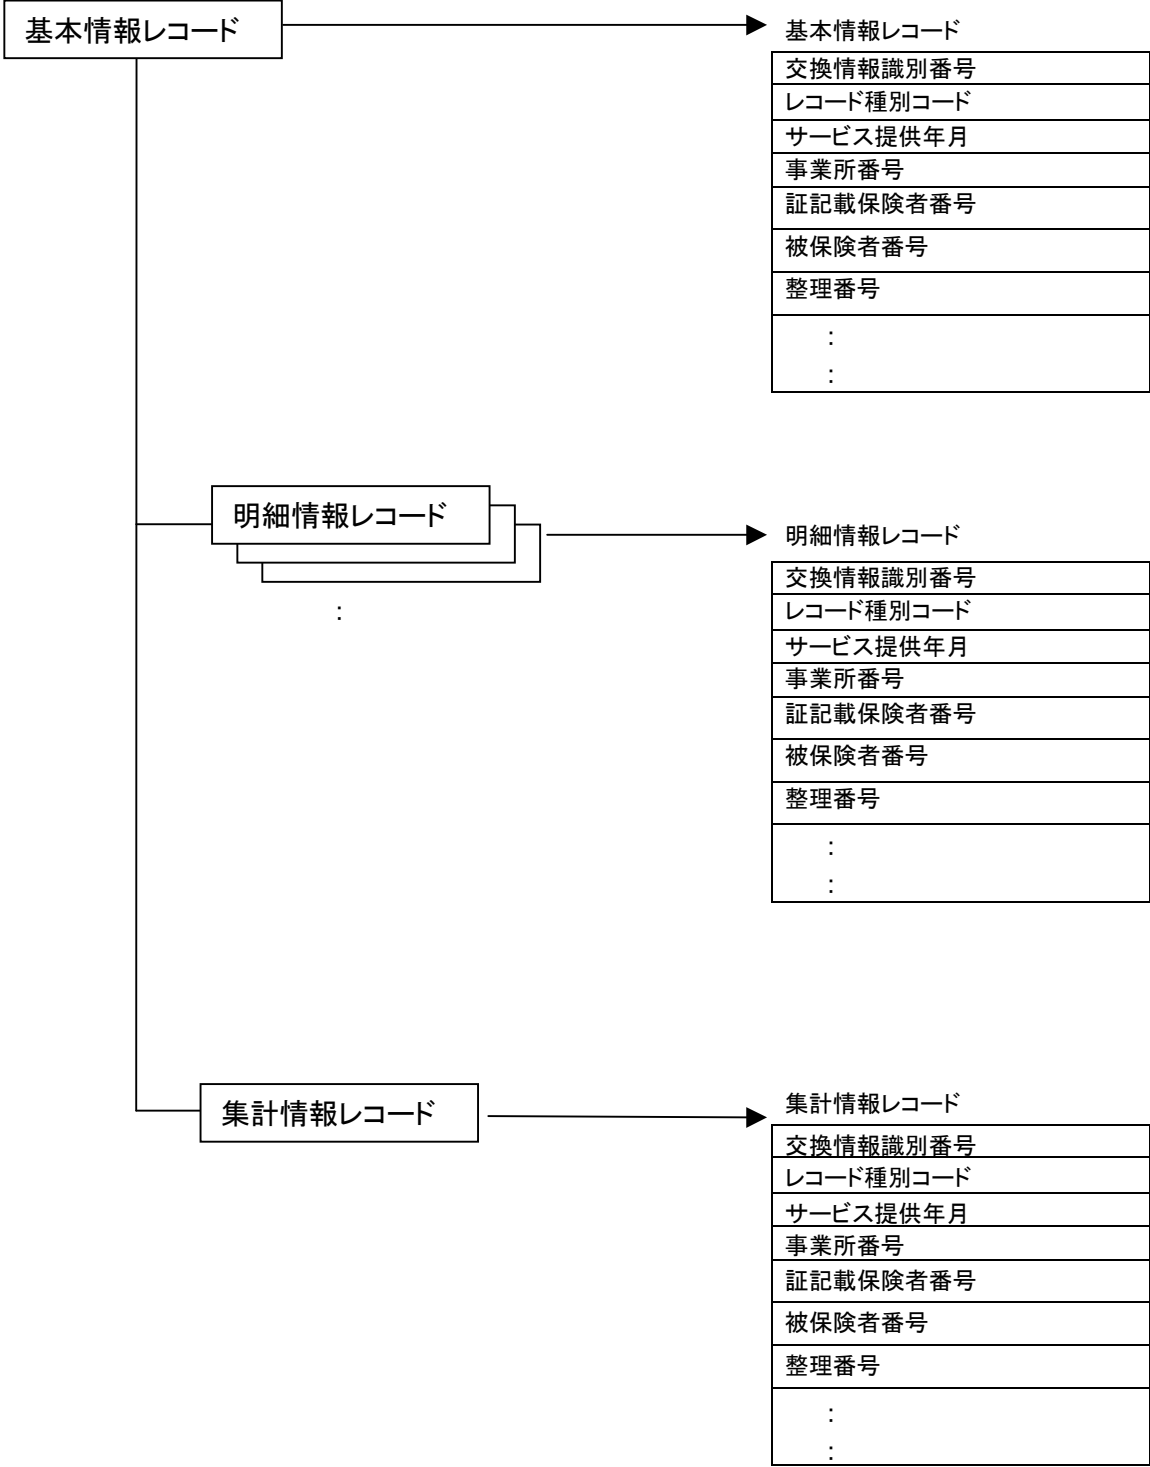 基本情報レコード
基本情報レコード
交換情報識別番号
レコード種別コード
サービス提供年月
事業所番号
証記載保険者番号
被保険者番号
整理番号
:
:
明細情報レコード
:
明細情報レコード
交換情報識別番号
レコード種別コード
サービス提供年月
事業所番号
証記載保険者番号
被保険者番号
整理番号
:
:
集計情報レコード
集計情報レコード
交換情報識別番号
レコード種別コード
サービス提供年月
事業所番号
証記載保険者番号
被保険者番号
整理番号
:
: